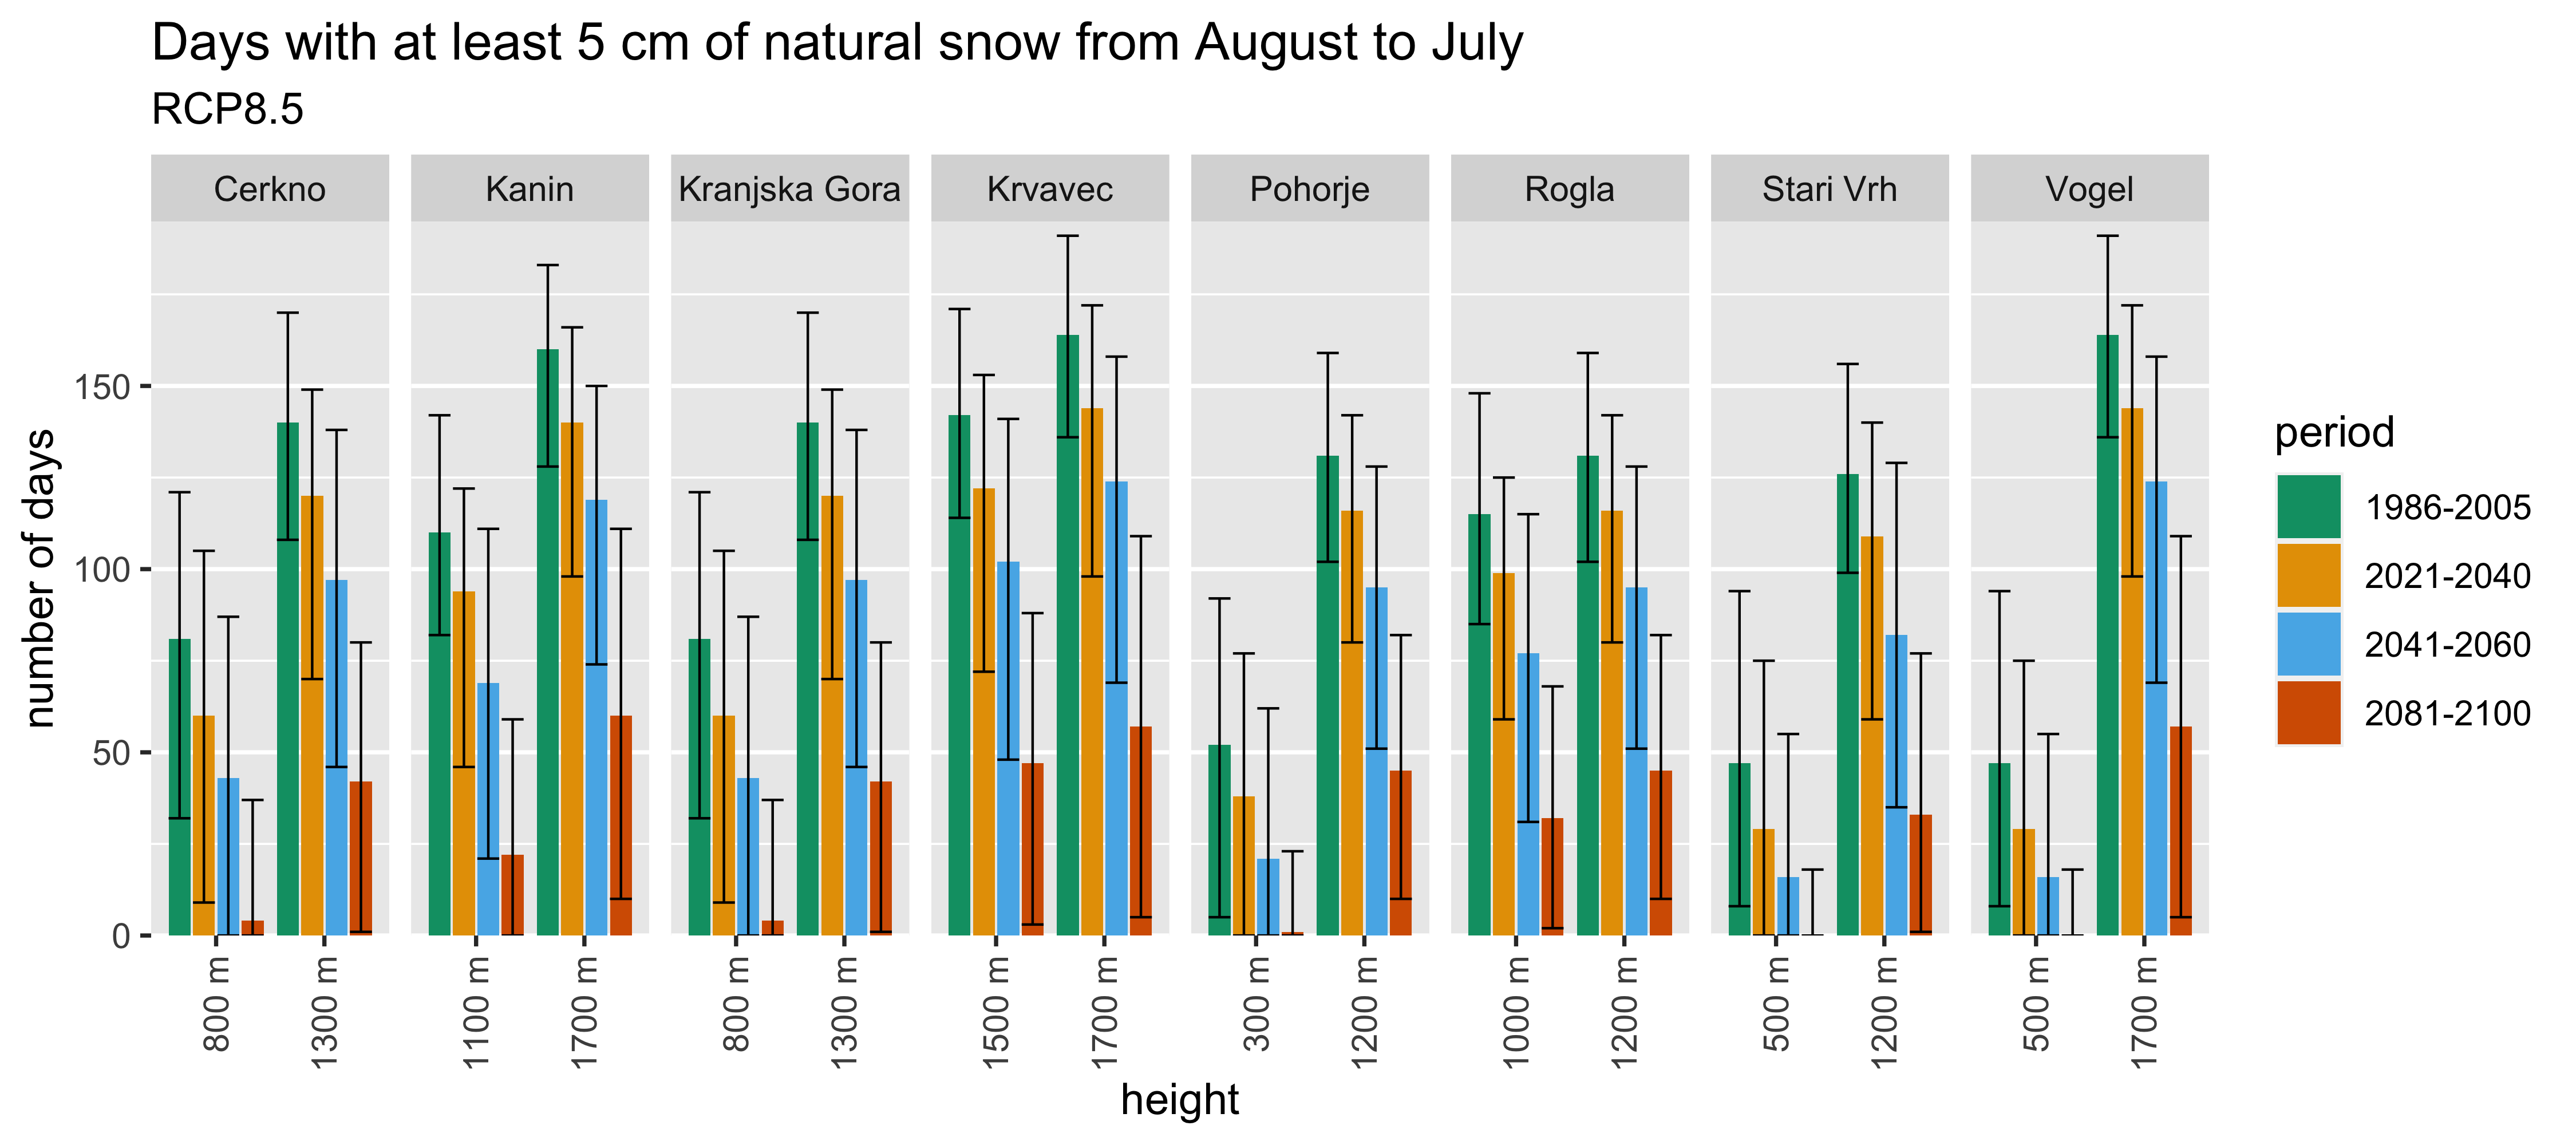 Days with at least 5 cm of natural snow from August to July
RCP8.5
Cerkno Kanin Kranjska Gora Krvavec Pohorje Rogla Stari Vrh Vogel
number of days
150
100
50
0
800 m 1300 m 1100 m 1700 m 800 m 1300 m 1500 m 1700 m 300 m 1200 m 1000 m 1200 m 500 m 1200 m 500 m 1700 m
height
period
1986-2005
2021-2040
2041-2060
2081-2100